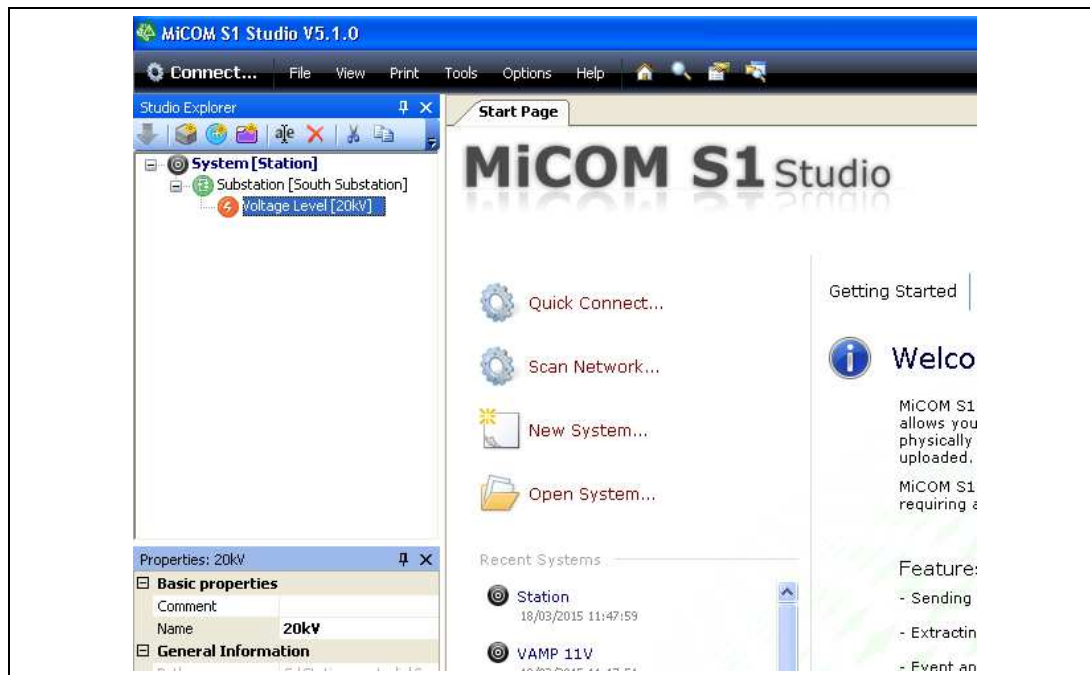 MiCOM S1 Studio V5.1.0
Connect... File View Print Tools Options Help
Studio Explorer
Start Page
System [Station]
Substation [South Substation]
Voltage Level [20kV]
MiCOM S1 Studio
Quick Connect...
Scan Network...
New System...
Open System...
Recent Systems
Station
18/03/2015 11:47:59
VAMP 11V
Getting Started
Welco
MiCOM S1
allows you
physically
uploaded.
MiCOM S1
requiring a
Features
- Sending
- Extractin
- Event an
Properties: 20kV
Basic properties
Comment
Name 20kV
General Information